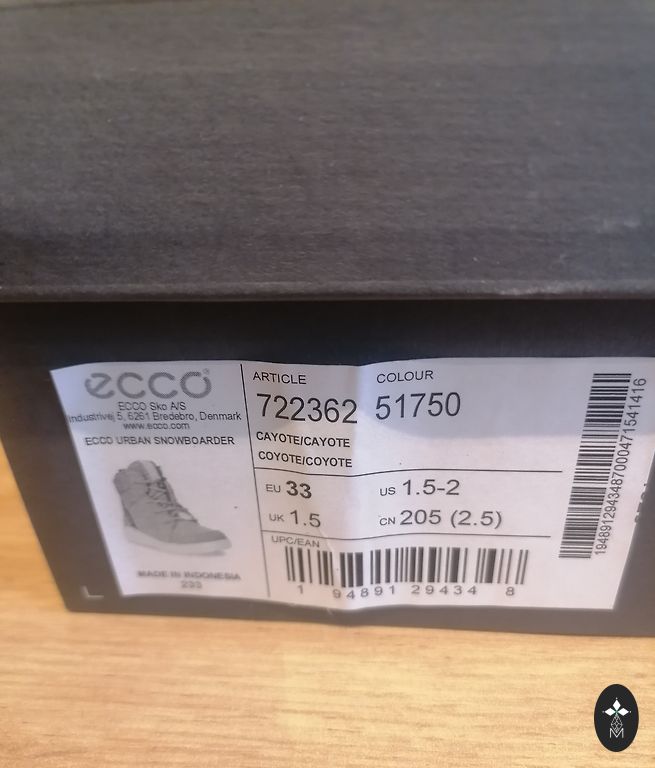 ecco
ECCO Sko A/S
Industrivej 5, 6261 Bredebro, Denmark
www.ecco.com
ECCO URBAN SNOWBOARDER
MADE IN INDONESIA
233
ARTICLE
722362
COLOUR
51750
CAYOTE/CAYOTE
COYOTE/COYOTE
EU 33
US 1.5-2
UK 1.5
CN 205 (2.5)
UPC/EAN
1 94891 29434 8
1948912943487000471541416
M